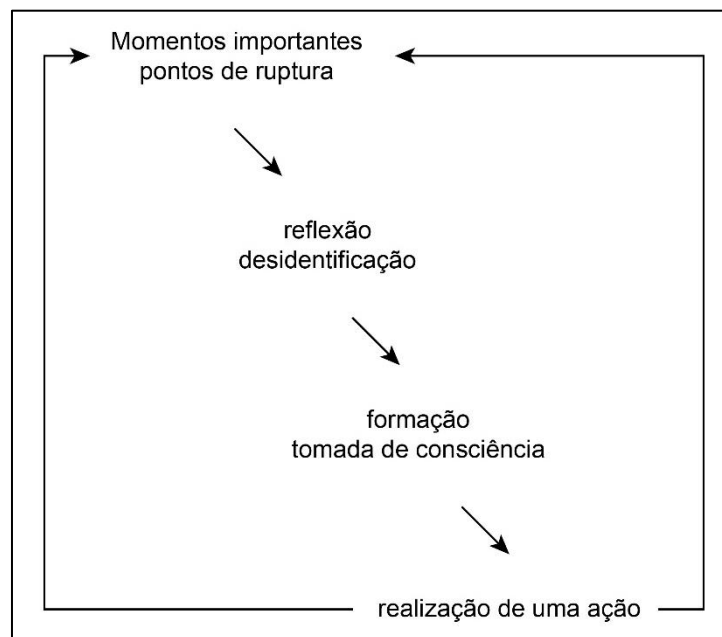 Momentos importantes
pontos de ruptura
reflexão
desidentificação
formação
tomada de consciência
realização de uma ação